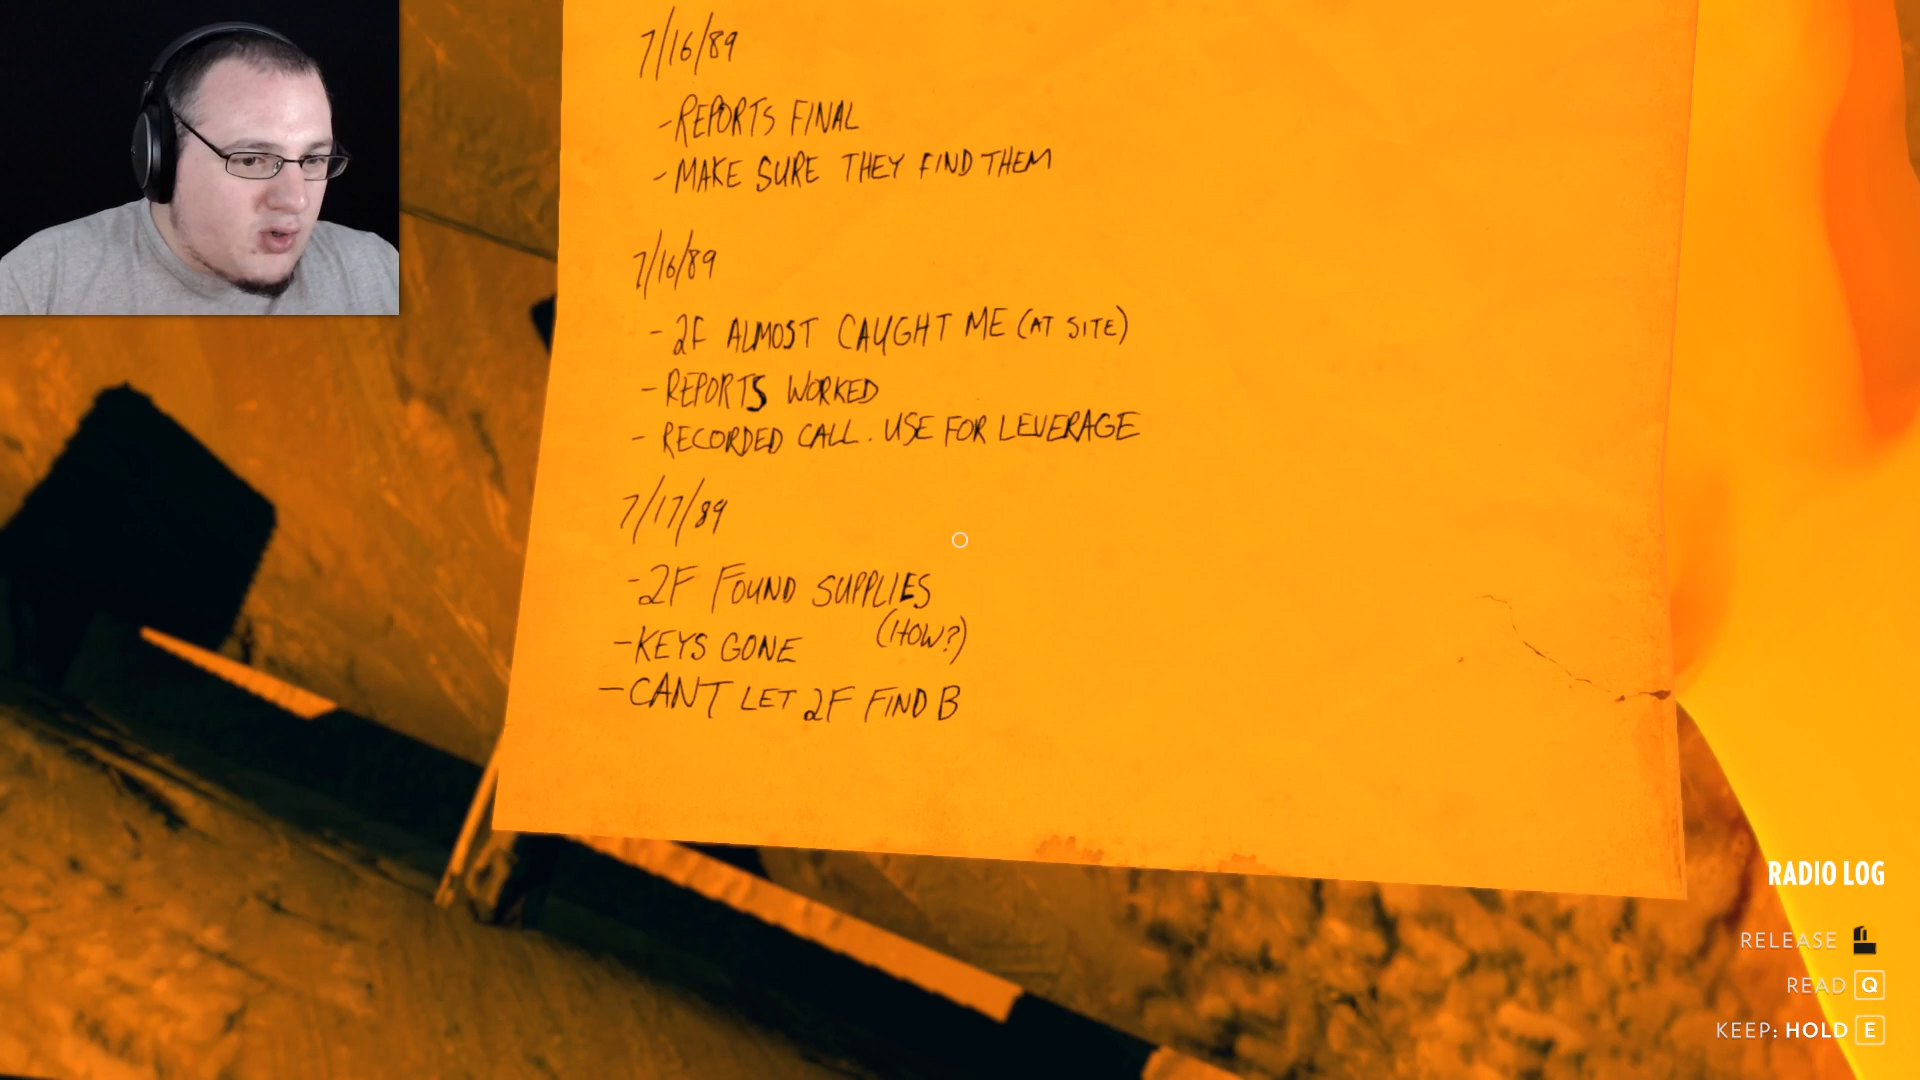 7/16/89
-REPORTS FINAL
-MAKE SURE THEY FIND THEM
7/16/89
-2F ALMOST CAUGHT ME (AT SITE)
-REPORTS WORKED
-RECORDED CALL. USE FOR LEVERAGE
7/17/89
-2F FOUND SUPPLIES
(HOW?)
-KEYS GONE
-CANT LET 2F FIND B
RADIO LOG
RELEASE
READ Q
KEEP: HOLD E